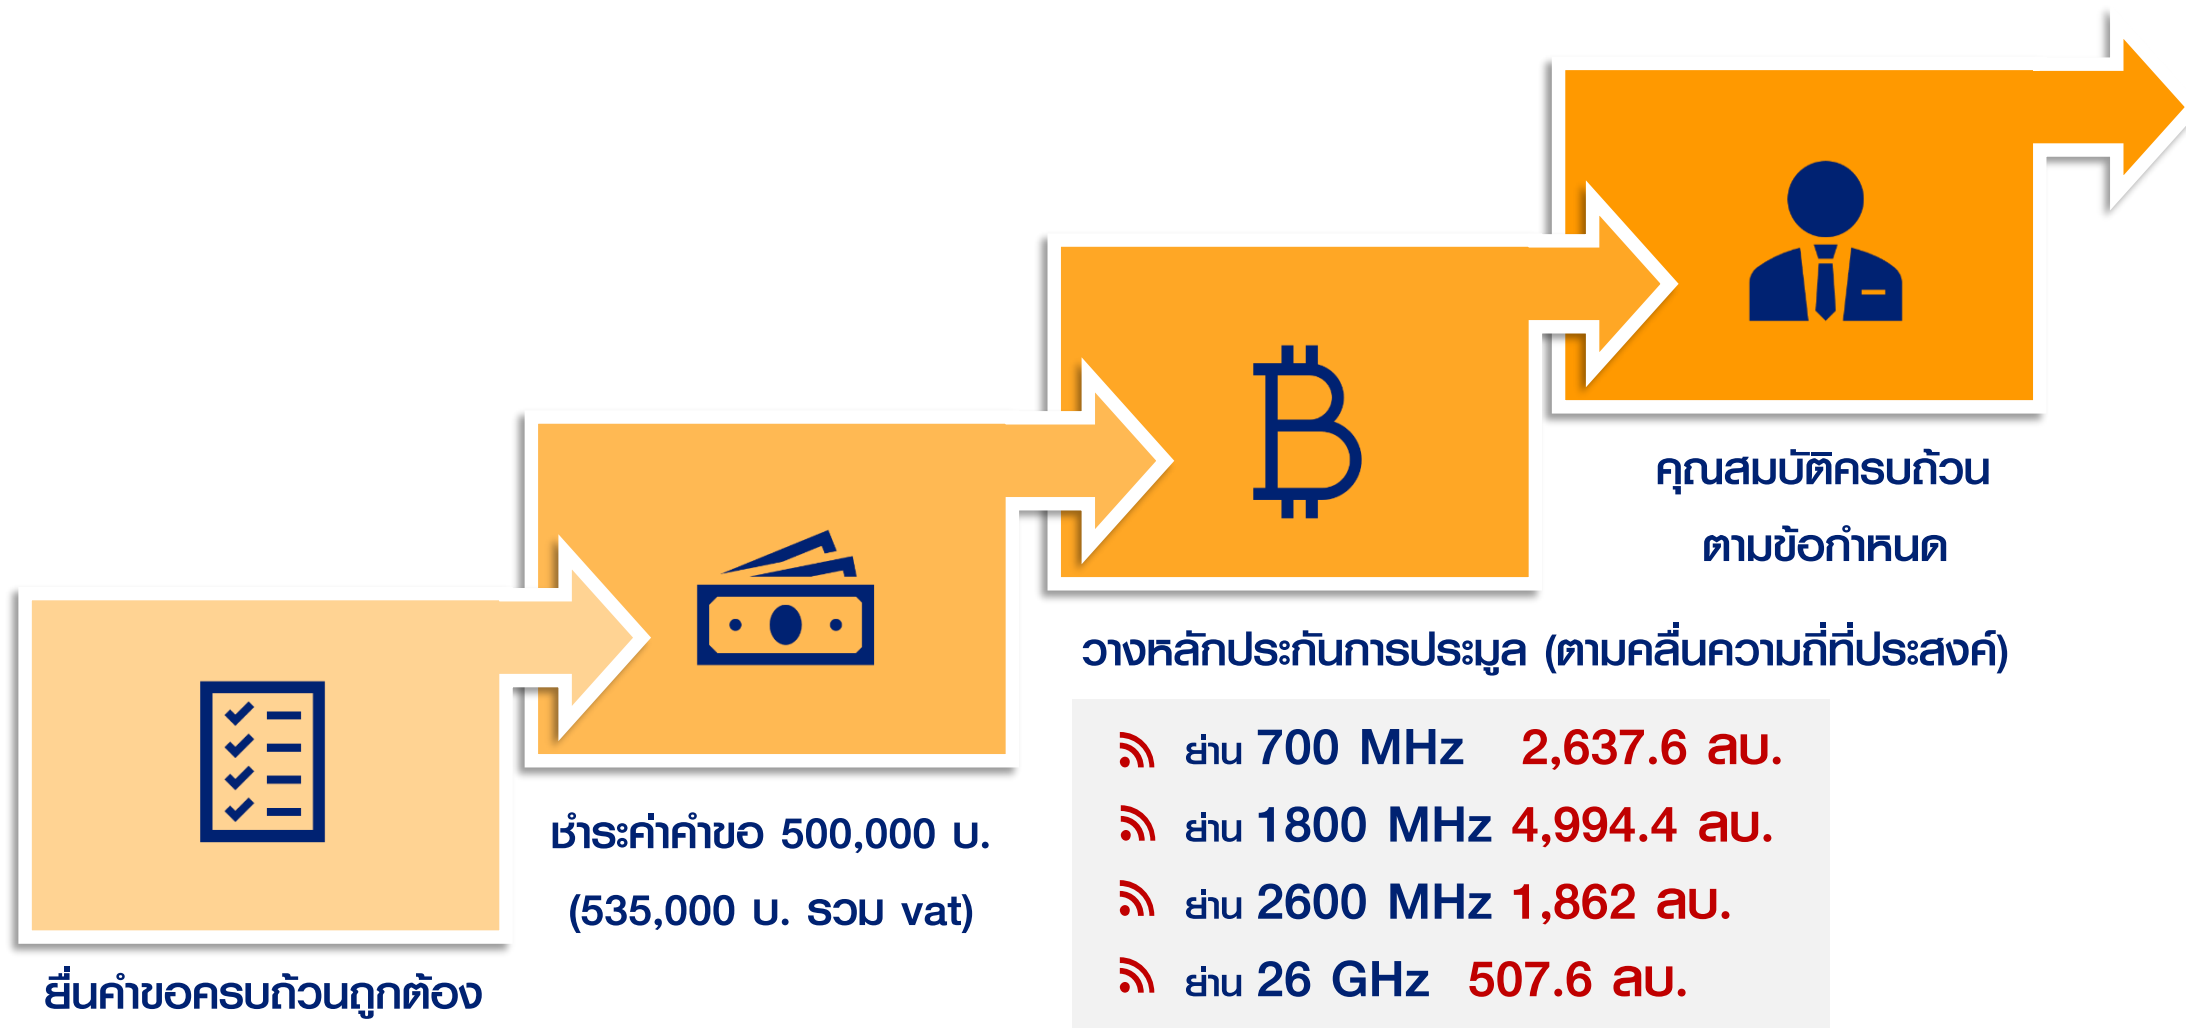 ยื่นคำขอครบถ้วนถูกต้อง
ชำระค่าคำขอ 500,000 บ.
(535,000 บ. รวม vat)
วางหลักประกันการประมูล (ตามคลื่นความถี่ที่ประสงค์)
ย่าน 700 MHz 2,637.6 ลบ.
ย่าน 1800 MHz 4,994.4 ลบ.
ย่าน 2600 MHz 1,862 ลบ.
ย่าน 26 GHz 507.6 ลบ.
คุณสมบัติครบถ้วน
ตามข้อกำหนด